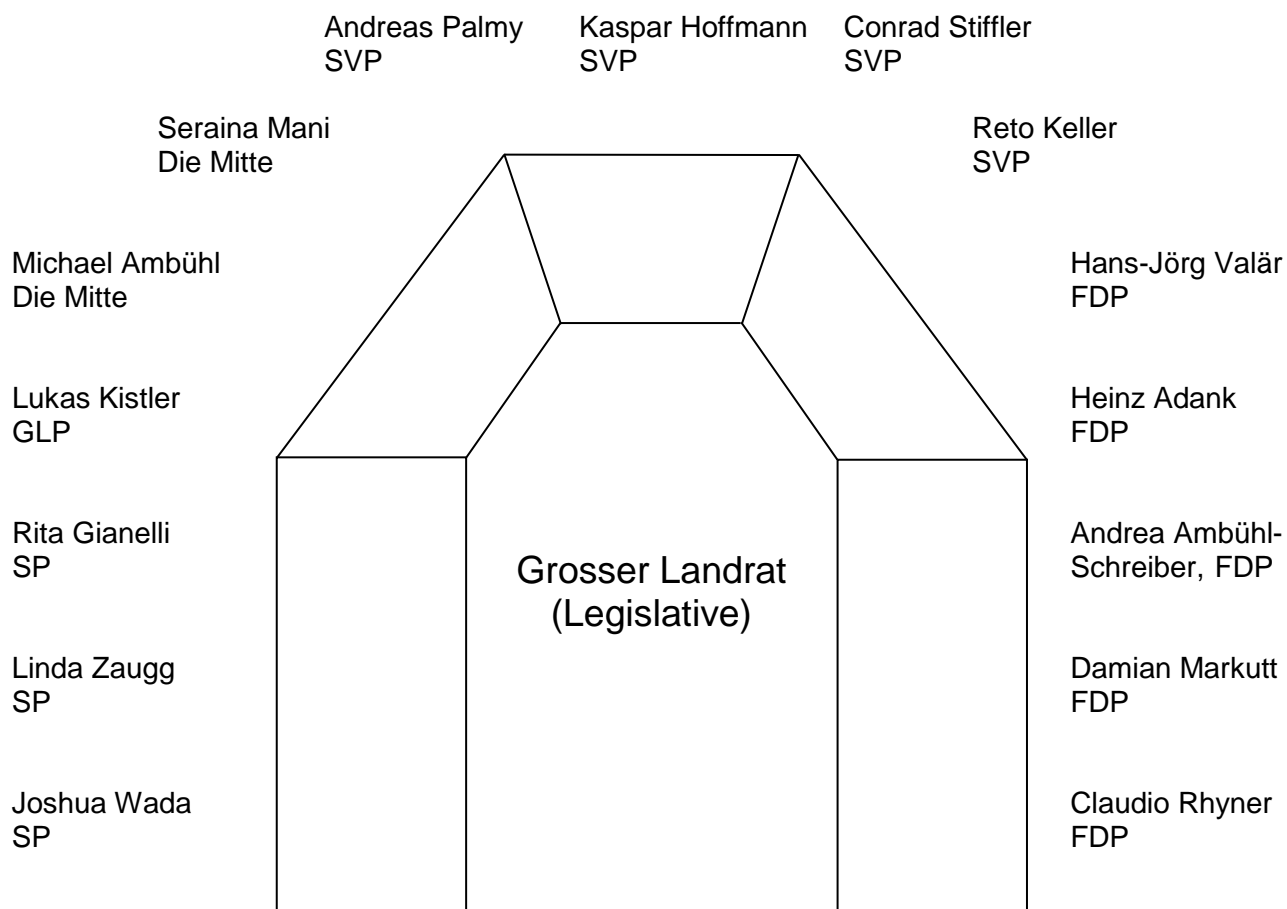 Andreas Palmy
SVP
Kaspar Hoffmann
SVP
Conrad Stiffler
SVP
Seraina Mani
Die Mitte
Reto Keller
SVP
Michael Ambühl
Die Mitte
Hans-Jörg Valär
FDP
Lukas Kistler
GLP
Heinz Adank
FDP
Rita Gianelli
SP
Grosser Landrat
(Legislative)
Andrea Ambühl-
Schreiber, FDP
Linda Zaugg
SP
Damian Markutt
FDP
Joshua Wada
SP
Claudio Rhyner
FDP